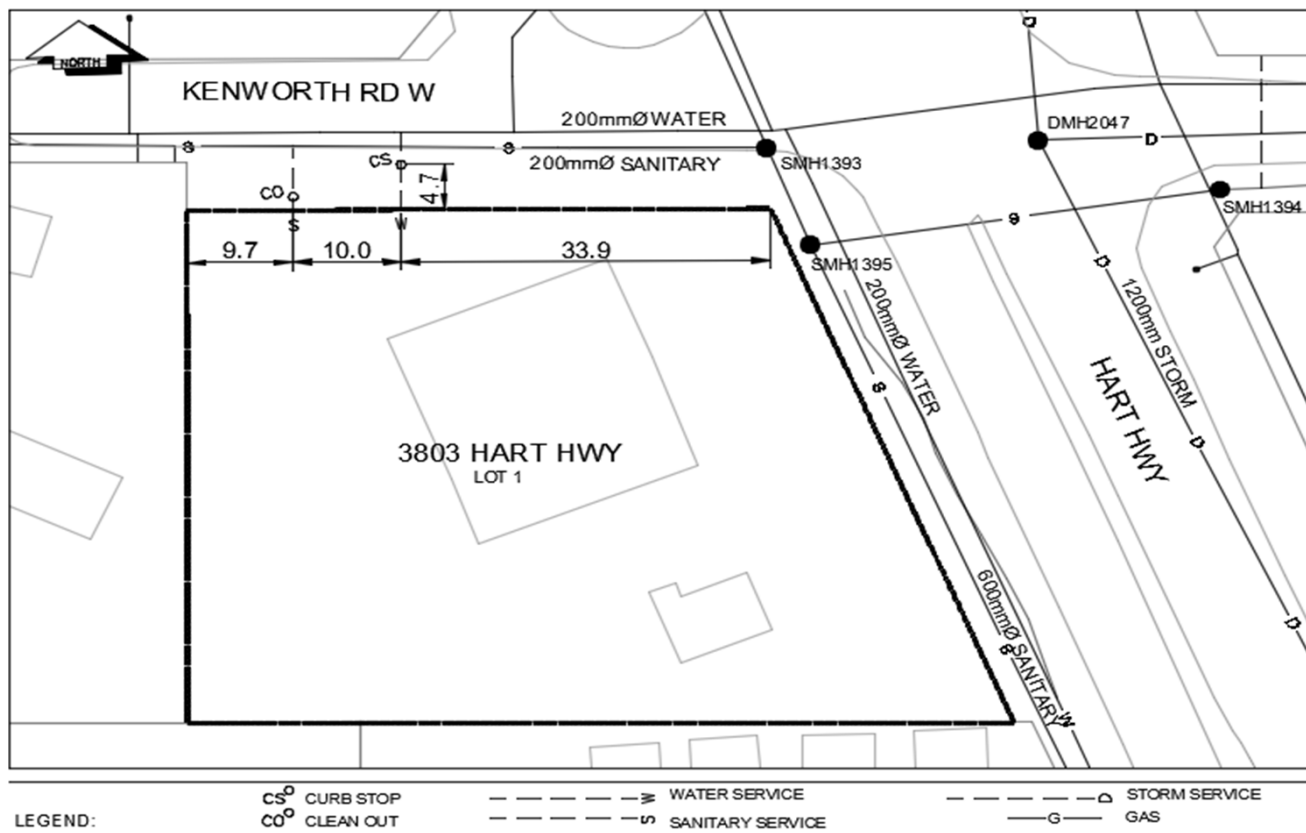 NORTH
KENWORTH RD W
200mmØ WATER
DMH2047
D
D
S
S
CS
200mmØ SANITARY
SMH1393
CO
4.7
S
W
S
SMH1394
9.7
10.0
33.9
SMH1395
D
200mmØ WATER
1200mm STORM
HART HWY
S
3803 HART HWY
LOT 1
D
600mmØ SANITARY
S
D
W
LEGEND:
CS CURB STOP
CO CLEAN OUT
W WATER SERVICE
S SANITARY SERVICE
D STORM SERVICE
G GAS